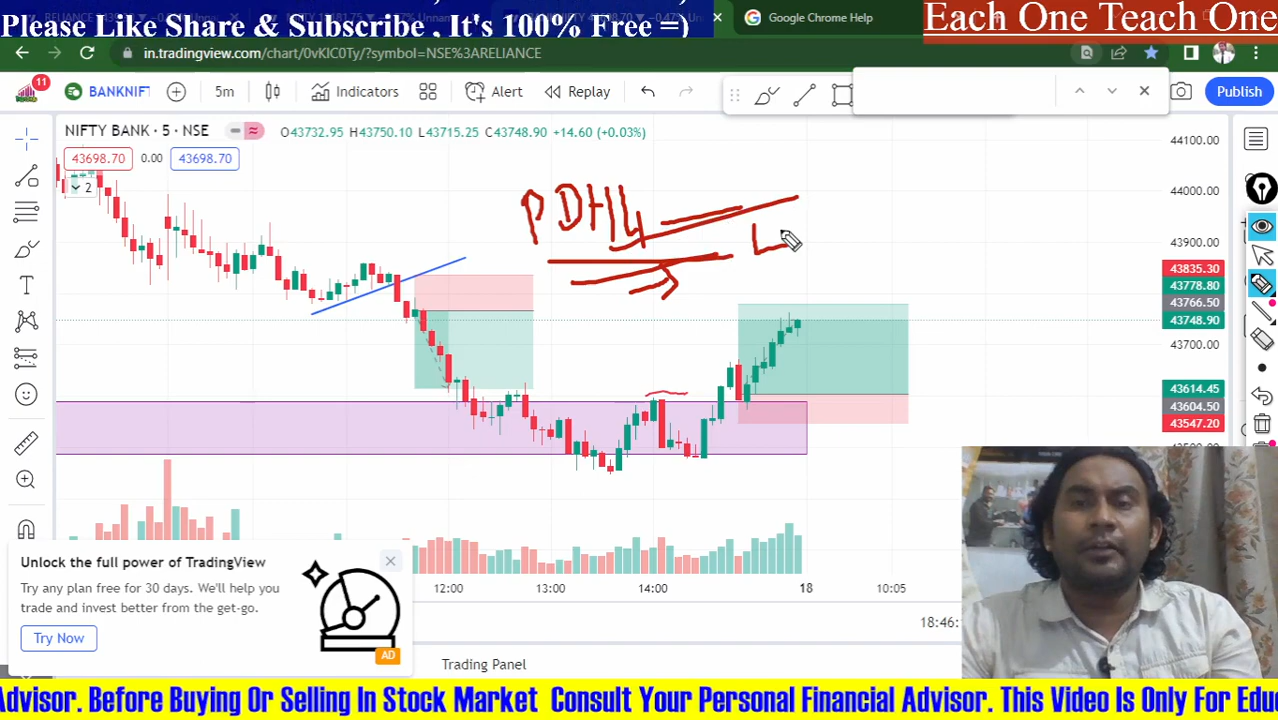 Please Like Share & Subscribe , It's 100% Free =)
Google Chrome Help
Each One Teach One
in.tradingview.com/chart/0vKlC0Ty/?symbol=NSE%3ARELIANCE
11
BANKNIFT
5m
Indicators
Alert
Replay
Publish
NIFTY BANK · 5 · NSE
O43732.95 H43750.10 L43715.25 C43748.90 +14.60 (+0.03%)
43698.70 0.00 43698.70
2
44100.00
44000.00
43900.00
43835.30
43778.80
43766.50
43748.90
43700.00
43614.45
43604.50
43547.20
PDHL
L
Unlock the full power of TradingView
Try any plan free for 30 days. We'll help you
trade and invest better from the get-go.
Try Now
AD
12:00 13:00 14:00 18 10:05
18:46:
Trading Panel
Advisor. Before Buying Or Selling In Stock Market Consult Your Personal Financial Advisor. This Video Is Only For Edu